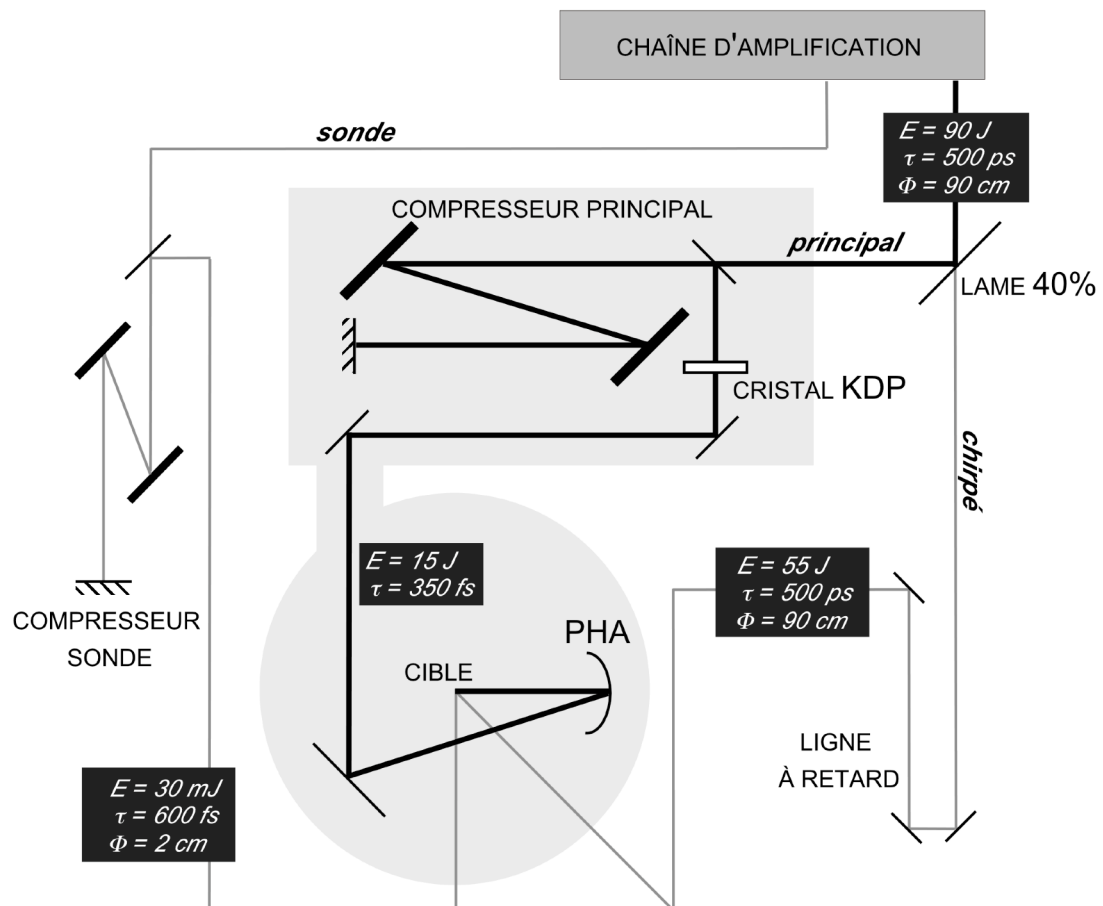 CHAÎNE D'AMPLIFICATION
sonde
E = 90 J
τ = 500 ps
Φ = 90 cm
COMPRESSEUR PRINCIPAL
principal
LAME 40%
CRISTAL KDP
chirpé
E = 15 J
τ = 350 fs
E = 55 J
τ = 500 ps
Φ = 90 cm
COMPRESSEUR
SONDE
PHA
CIBLE
LIGNE
À RETARD
E = 30 mJ
τ = 600 fs
Φ = 2 cm